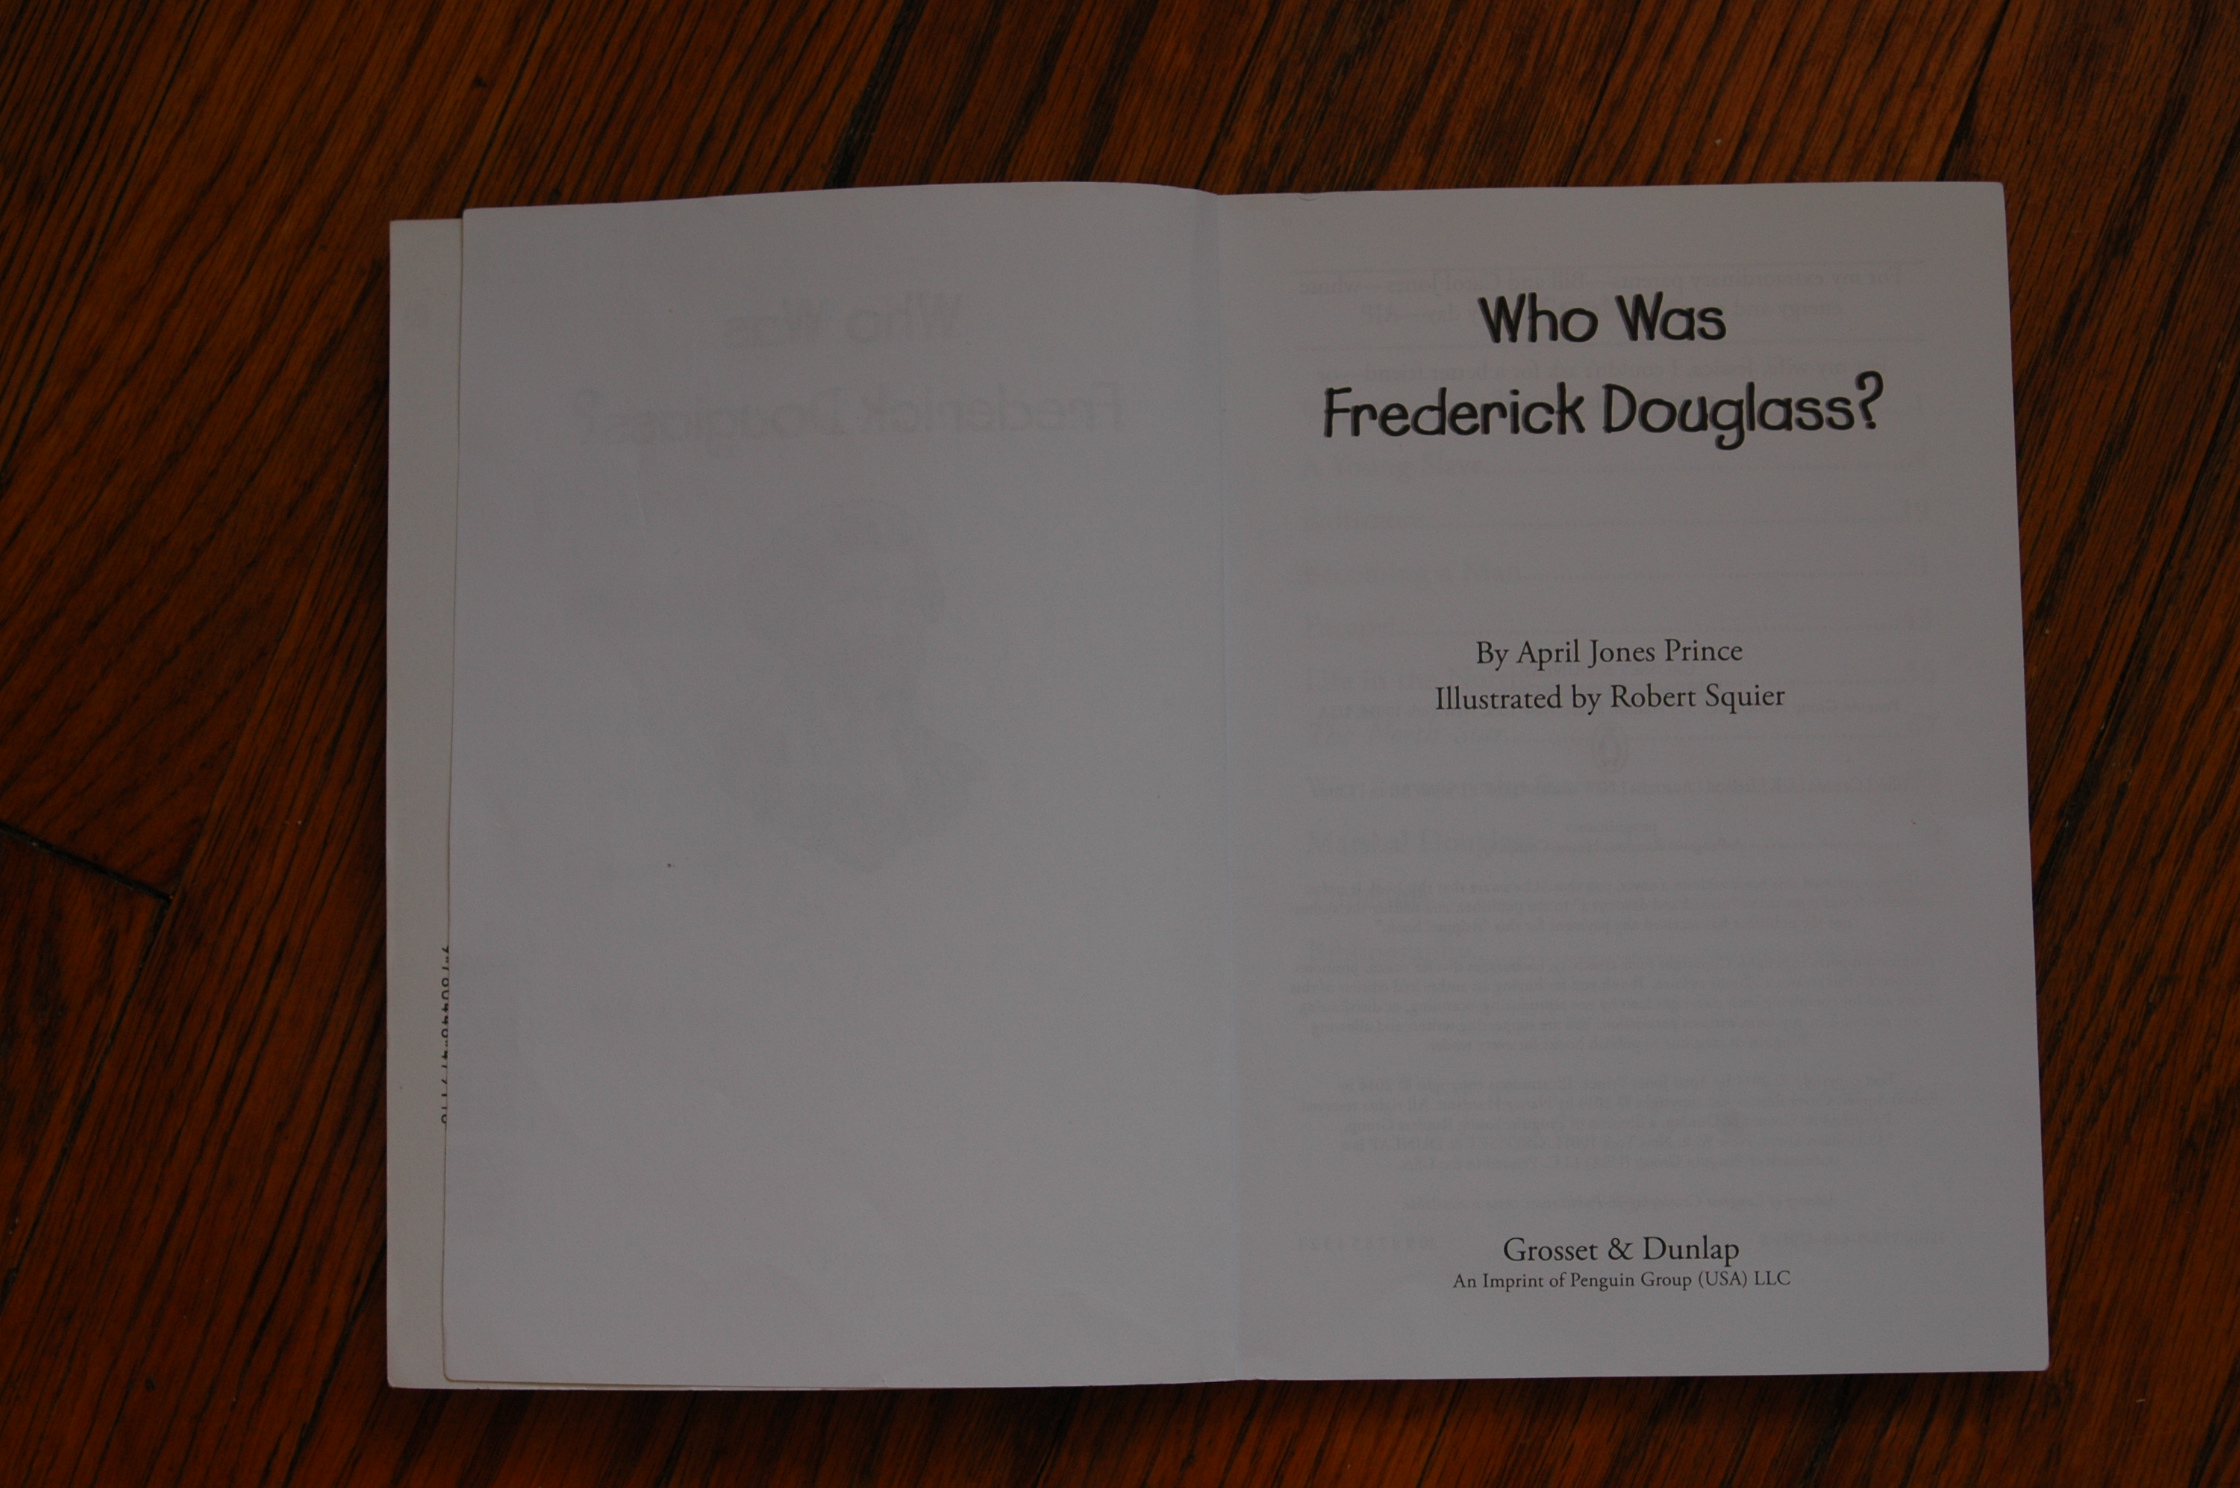 Who Was
Frederick Douglass?
By April Jones Prince
Illustrated by Robert Squier
Grosset & Dunlap
An Imprint of Penguin Group (USA) LLC